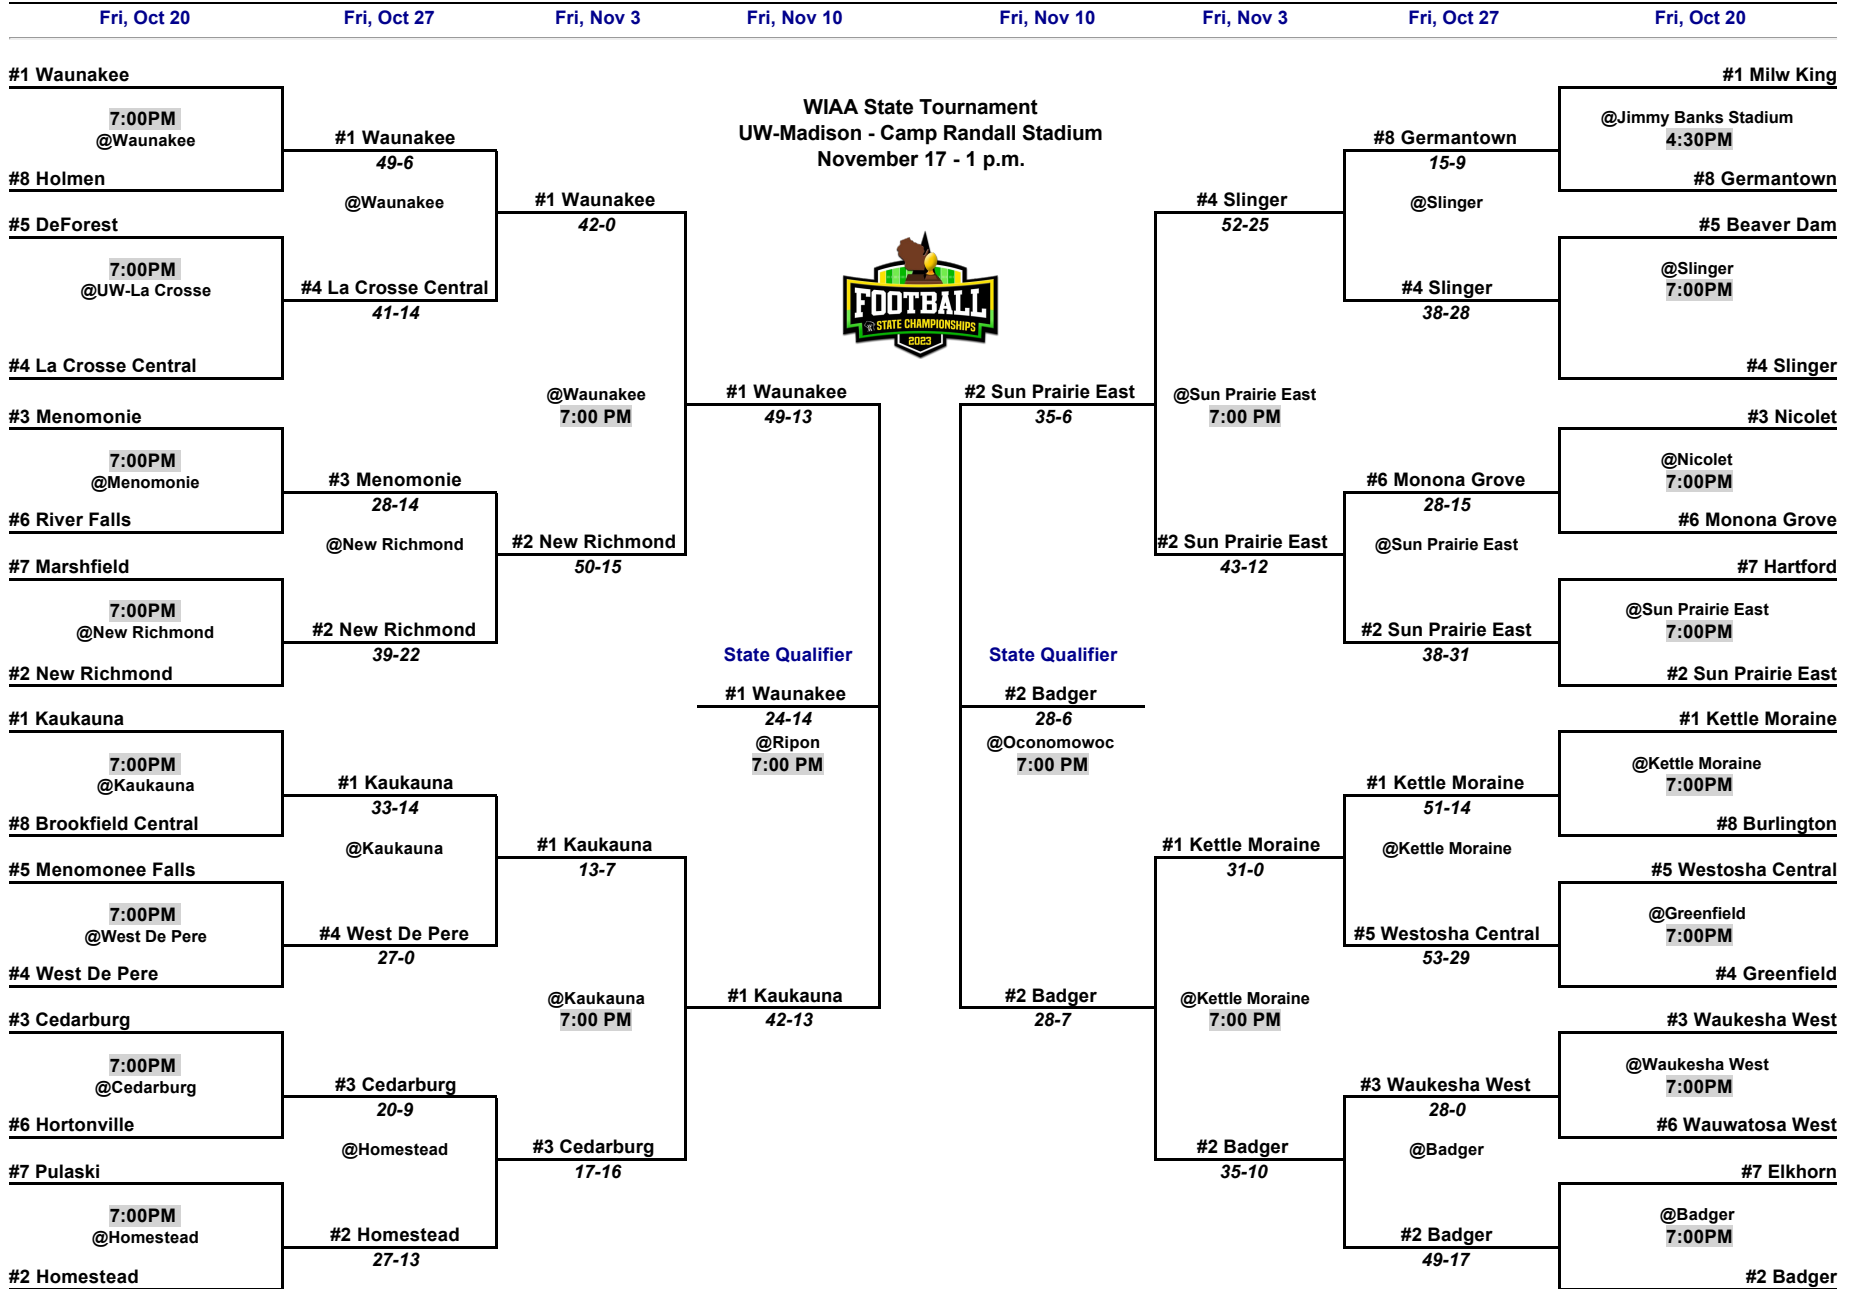 Fri, Oct 20
Fri, Oct 27
Fri, Nov 3
Fri, Nov 10
Fri, Nov 10
Fri, Nov 3
Fri, Oct 27
Fri, Oct 20
WIAA State Tournament
UW-Madison - Camp Randall Stadium
November 17 - 1 p.m.
FOOTBALL
STATE CHAMPIONSHIPS
2023
#1 Waunakee
7:00PM
@Waunakee
#8 Holmen
#5 DeForest
7:00PM
@UW-La Crosse
#4 La Crosse Central
#3 Menomonie
7:00PM
@Menomonie
#6 River Falls
#7 Marshfield
7:00PM
@New Richmond
#2 New Richmond
#1 Kaukauna
7:00PM
@Kaukauna
#8 Brookfield Central
#5 Menomonee Falls
7:00PM
@West De Pere
#4 West De Pere
#3 Cedarburg
7:00PM
@Cedarburg
#6 Hortonville
#7 Pulaski
7:00PM
@Homestead
#2 Homestead
#1 Waunakee
49-6
@Waunakee
#4 La Crosse Central
41-14
#3 Menomonie
28-14
@New Richmond
#2 New Richmond
39-22
#1 Kaukauna
33-14
@Kaukauna
#4 West De Pere
27-0
#3 Cedarburg
20-9
@Homestead
#2 Homestead
27-13
#1 Waunakee
42-0
@Waunakee
7:00 PM
#2 New Richmond
50-15
#1 Kaukauna
13-7
@Kaukauna
7:00 PM
#3 Cedarburg
17-16
#1 Waunakee
49-13
State Qualifier
#1 Waunakee
24-14
@Ripon
7:00 PM
#1 Kaukauna
42-13
#2 Sun Prairie East
35-6
State Qualifier
#2 Badger
28-6
@Oconomowoc
7:00 PM
#2 Badger
28-7
#4 Slinger
52-25
@Sun Prairie East
7:00 PM
#2 Sun Prairie East
43-12
#1 Kettle Moraine
31-0
@Kettle Moraine
7:00 PM
#2 Badger
35-10
#8 Germantown
15-9
@Slinger
#4 Slinger
38-28
#6 Monona Grove
28-15
@Sun Prairie East
#2 Sun Prairie East
38-31
#1 Kettle Moraine
51-14
@Kettle Moraine
#5 Westosha Central
53-29
#3 Waukesha West
28-0
@Badger
#2 Badger
49-17
#1 Milw King
@Jimmy Banks Stadium
4:30PM
#8 Germantown
#5 Beaver Dam
@Slinger
7:00PM
#4 Slinger
#3 Nicolet
@Nicolet
7:00PM
#6 Monona Grove
#7 Hartford
@Sun Prairie East
7:00PM
#2 Sun Prairie East
#1 Kettle Moraine
@Kettle Moraine
7:00PM
#8 Burlington
#5 Westosha Central
@Greenfield
7:00PM
#4 Greenfield
#3 Waukesha West
@Waukesha West
7:00PM
#6 Wauwatosa West
#7 Elkhorn
@Badger
7:00PM
#2 Badger